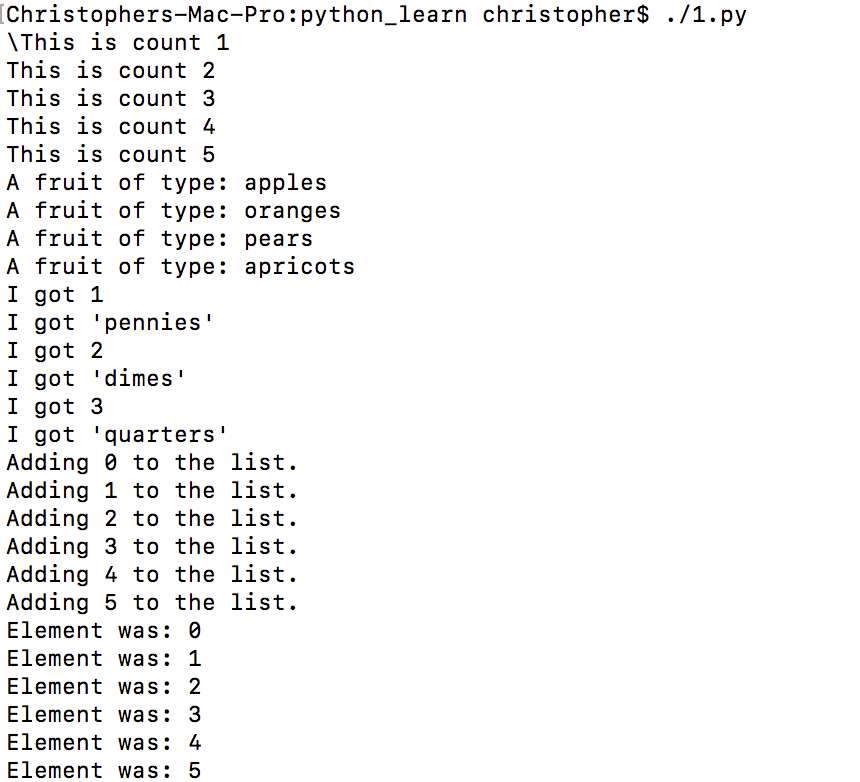 [Christophers-Mac-Pro:python_learn christopher$ ./1.py
\This is count 1
This is count 2
This is count 3
This is count 4
This is count 5
A fruit of type: apples
A fruit of type: oranges
A fruit of type: pears
A fruit of type: apricots
I got 1
I got 'pennies'
I got 2
I got 'dimes'
I got 3
I got 'quarters'
Adding 0 to the list.
Adding 1 to the list.
Adding 2 to the list.
Adding 3 to the list.
Adding 4 to the list.
Adding 5 to the list.
Element was: 0
Element was: 1
Element was: 2
Element was: 3
Element was: 4
Element was: 5